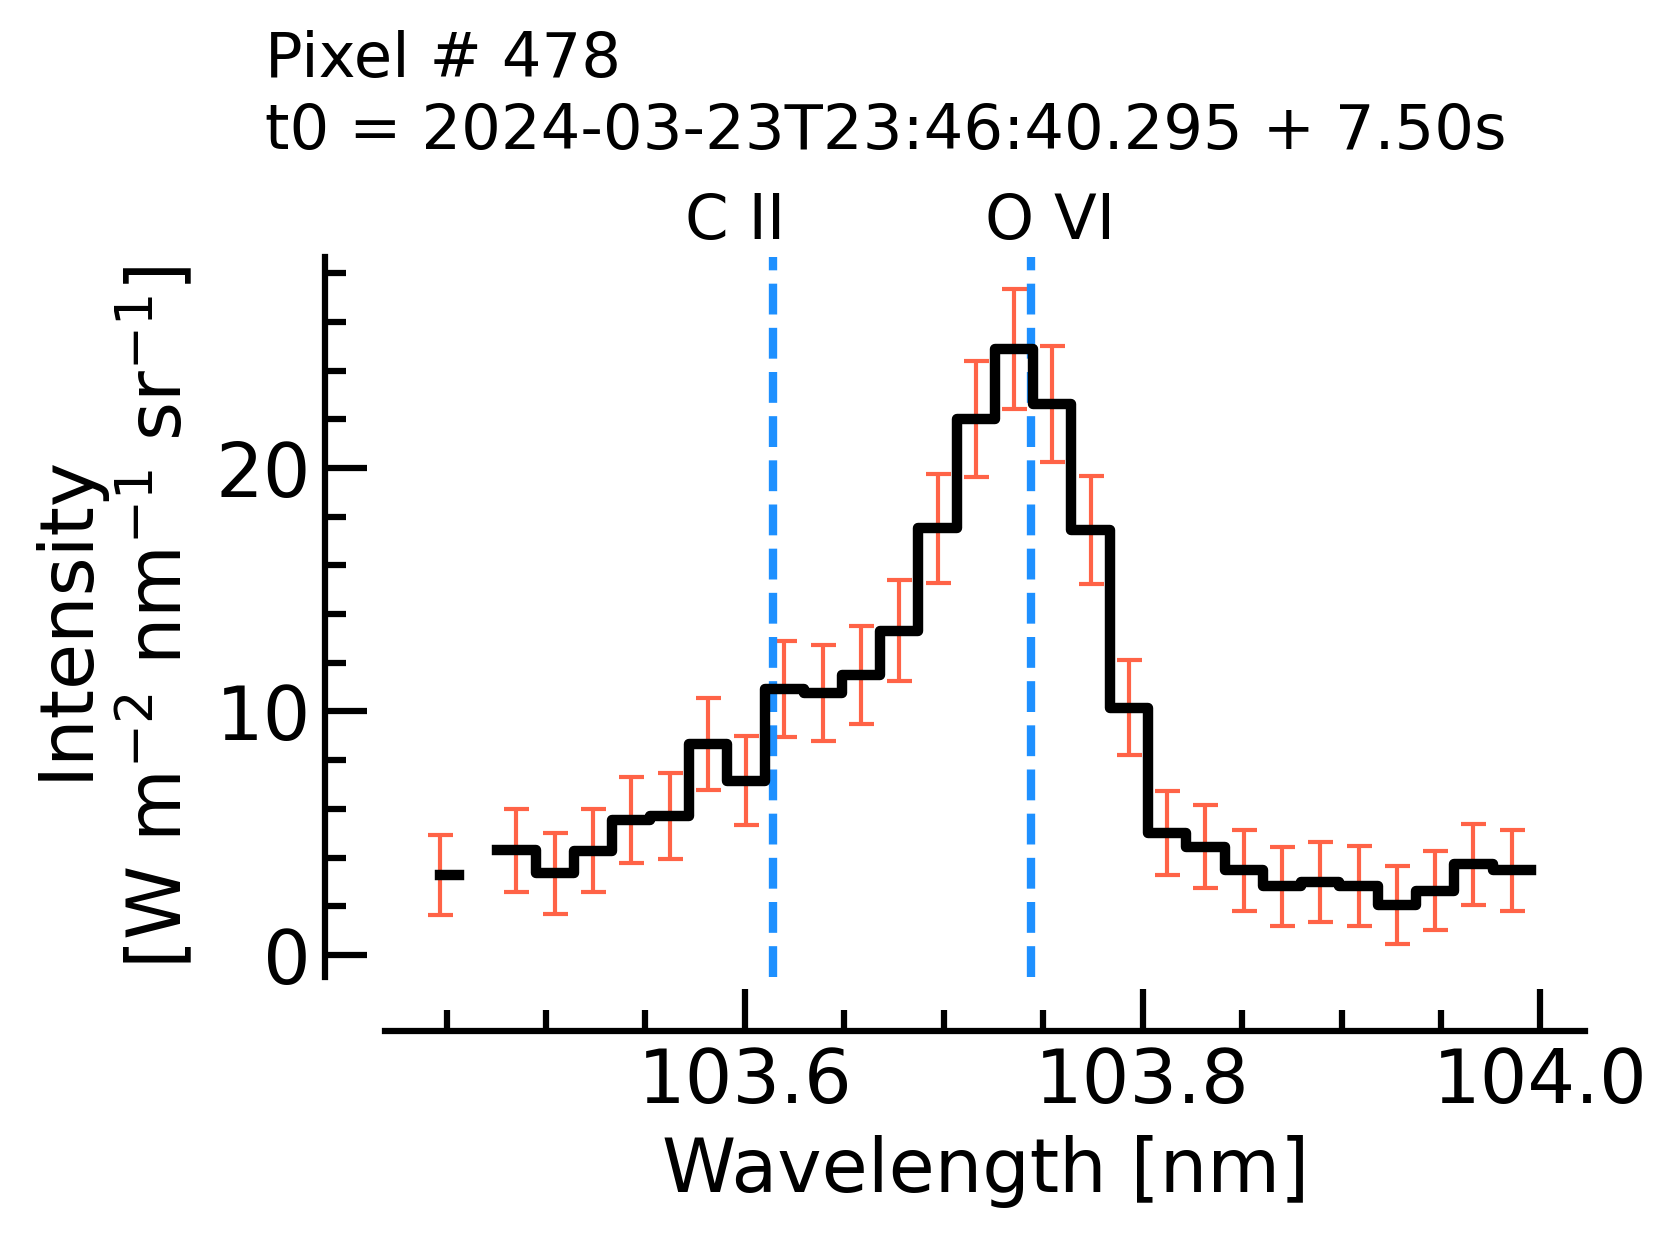 Pixel # 478
t0 = 2024-03-23T23:46:40.295 + 7.50s
C II O VI
Intensity
[W m⁻² nm⁻¹ sr⁻¹]
20
10
0
103.6 103.8 104.0
Wavelength [nm]